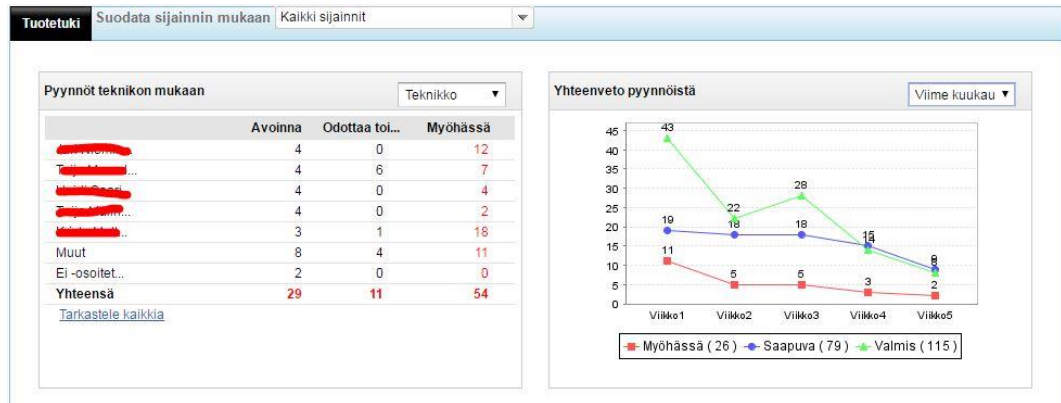 Tuotetuki Suodata sijainnin mukaan Kaikki sijainnit
Pyynnöt teknikon mukaan Teknikko
Avoinna Odottaa toi... Myöhässä
4 0 12
4 6 7
4 0 4
4 0 2
3 1 18
Muut 8 4 11
Ei -osoitet... 2 0 0
Yhteensä 29 11 54
Tarkastele kaikkia
Yhteenveto pyynnöistä Viime kuukau
45
40
35
30
25
20
15
10
5
0
43
22
28
14
8
19
18
18
15
9
11
5
5
3
2
Viikko1 Viikko2 Viikko3 Viikko4 Viikko5
Myöhässä ( 26 ) Saapuva ( 79 ) Valmis ( 115 )